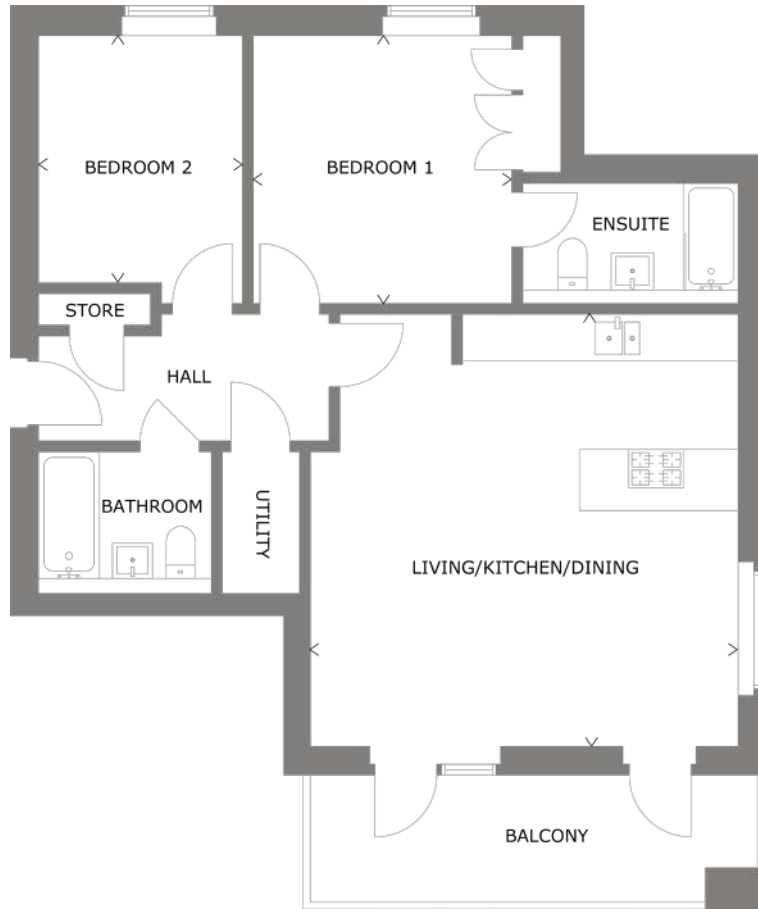 BEDROOM 2
BEDROOM 1
ENSUITE
STORE
HALL
BATHROOM
UTILITY
LIVING/KITCHEN/DINING
BALCONY